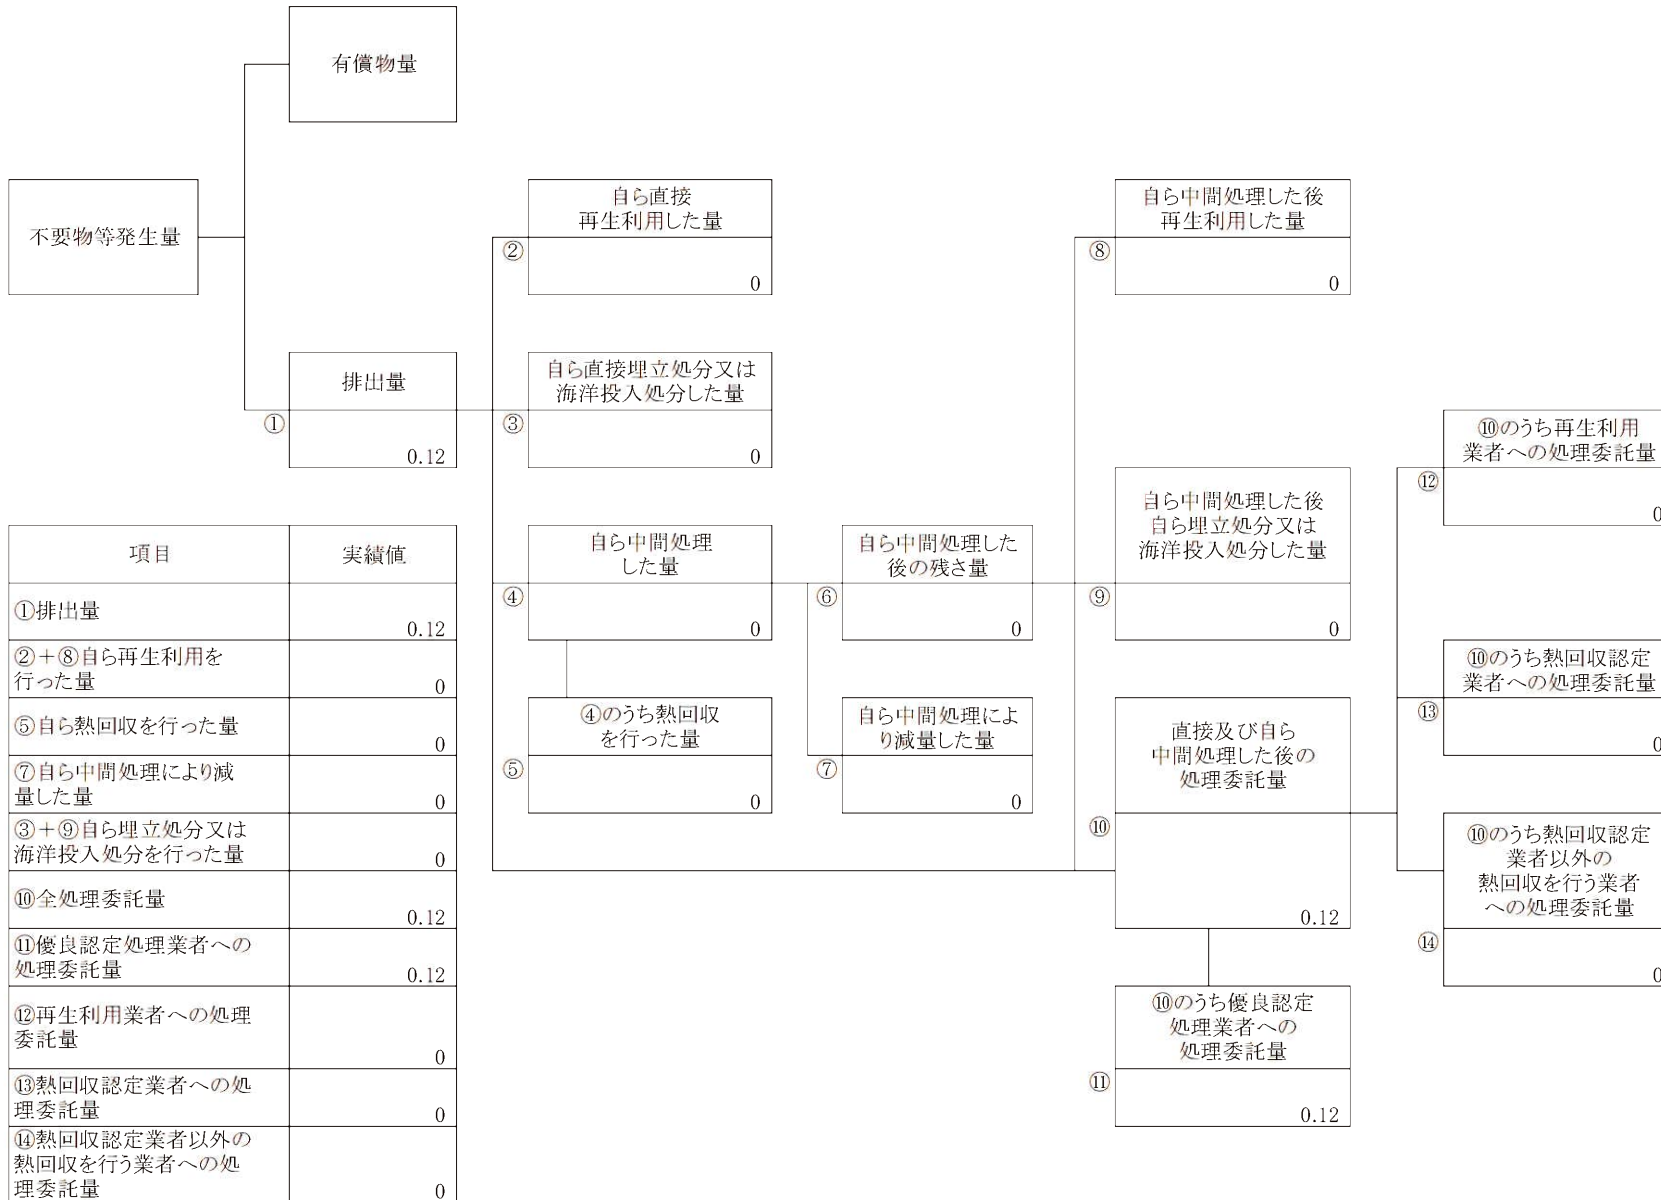 有償物量
不要物等発生量
排出量
①
0.12
自ら直接
再生利用した量
②
0
自ら直接埋立処分又は
海洋投入処分した量
③
0
自ら中間処理
した量
④
0
④のうち熱回収
を行った量
⑤
0
自ら中間処理した
後の残さ量
⑥
0
自ら中間処理によ
り減量した量
⑦
0
自ら中間処理した後
再生利用した量
⑧
0
自ら中間処理した後
自ら埋立処分又は
海洋投入処分した量
⑨
0
直接及び自ら
中間処理した後の
処理委託量
⑩
0.12
⑩のうち優良認定
処理業者への
処理委託量
⑪
0.12
⑩のうち再生利用
業者への処理委託量
⑫
0
⑩のうち熱回収認定
業者への処理委託量
⑬
0
⑩のうち熱回収認定
業者以外の
熱回収を行う業者
への処理委託量
⑭
0
項目 実績値
①排出量
0.12
②+⑧自ら再生利用を
行った量
0
⑤自ら熱回収を行った量
0
⑦自ら中間処理により減
量した量
0
③+⑨自ら埋立処分又は
海洋投入処分を行った量
0
⑩全処理委託量
0.12
⑪優良認定処理業者への
処理委託量
0.12
⑫再生利用業者への処理
委託量
0
⑬熱回収認定業者への処
理委託量
0
⑭熱回収認定業者以外の
熱回収を行う業者への処
理委託量
0